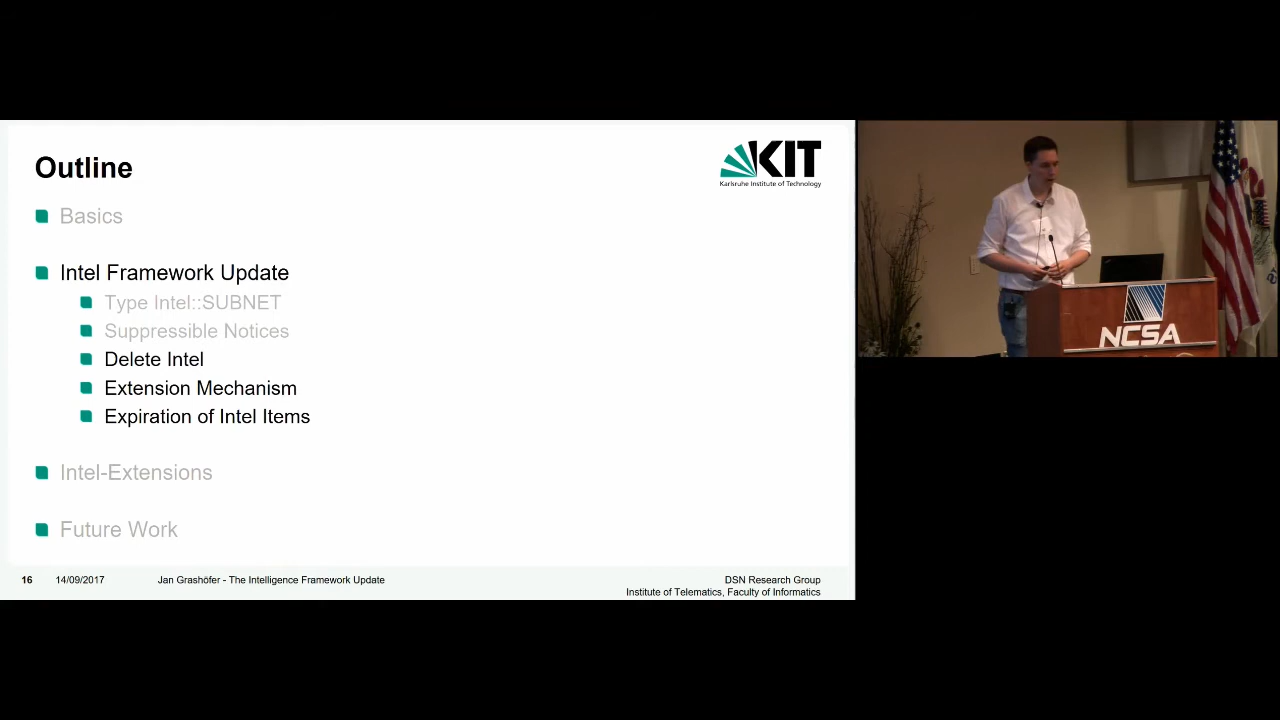 Outline
KIT
Karlsruhe Institute of Technology
Basics
Intel Framework Update
Type Intel::SUBNET
Suppressible Notices
Delete Intel
Extension Mechanism
Expiration of Intel Items
Intel-Extensions
Future Work
16 14/09/2017 Jan Grashöfer - The Intelligence Framework Update
DSN Research Group
Institute of Telematics, Faculty of Informatics
NCSA